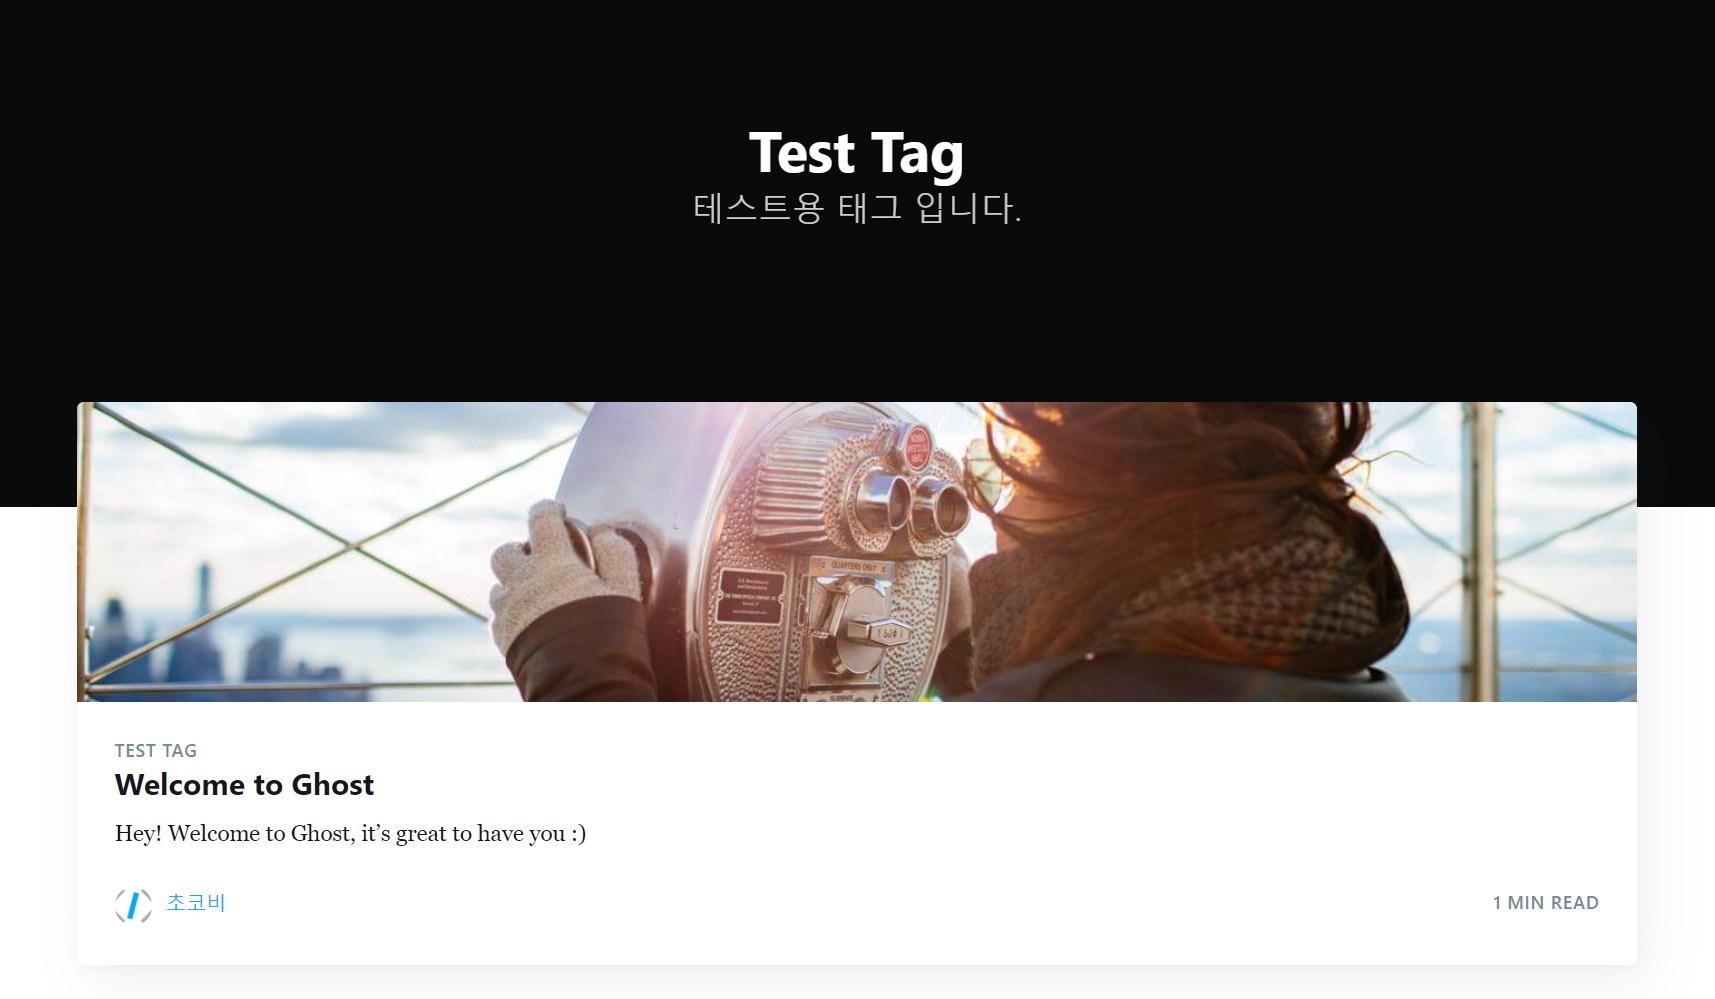 Test Tag
테스트용 태그 입니다.
QUARTERS ONLY
TEST TAG
Welcome to Ghost
Hey! Welcome to Ghost, it’s great to have you :)
초코비
1 MIN READ